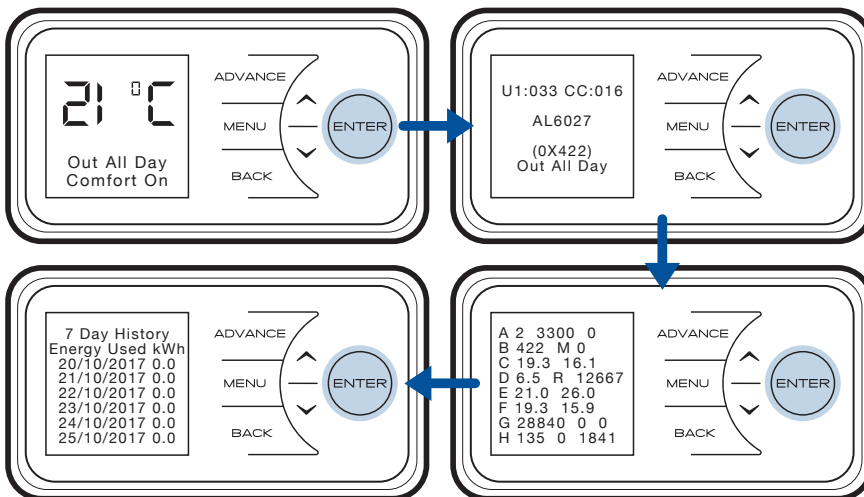 21 °C
Out All Day
Comfort On
ADVANCE
MENU
BACK
ENTER
U1:033 CC:016
AL6027
(0X422)
Out All Day
ADVANCE
MENU
BACK
ENTER
7 Day History
Energy Used kWh
20/10/2017 0.0
21/10/2017 0.0
22/10/2017 0.0
23/10/2017 0.0
24/10/2017 0.0
25/10/2017 0.0
ADVANCE
MENU
BACK
ENTER
A 2 3300 0
B 422 M 0
C 19.3 16.1
D 6.5 R 12667
E 21.0 26.0
F 19.3 15.9
G 28840 0 0
H 135 0 1841
ADVANCE
MENU
BACK
ENTER